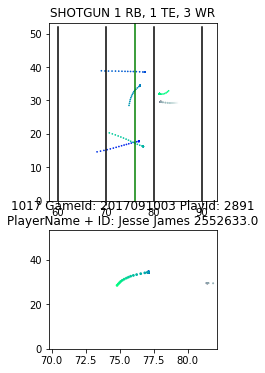 SHOTGUN 1 RB, 1 TE, 3 WR
50
40
30
20
10
0
60 70 80 90
1017 GameId: 2017091003 PlayId: 2891
PlayerName + ID: Jesse James 2552633.0
40
20
0
70.0 72.5 75.0 77.5 80.0